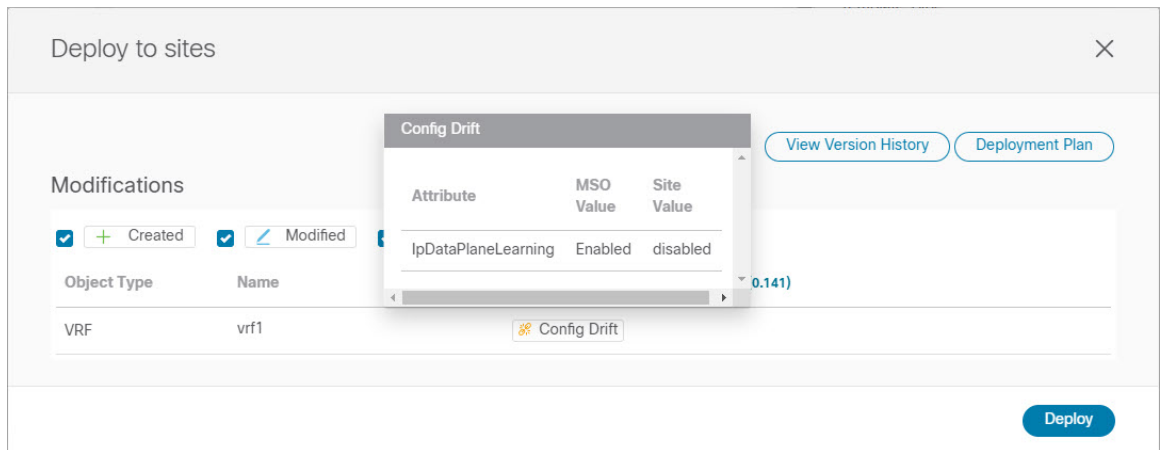 Deploy to sites
Config Drift
View Version History
Deployment Plan
Attribute
MSO Value
Site Value
IpDataPlaneLearning Enabled disabled
Modifications
Created
Modified
Object Type Name 0.141)
VRF vrf1 Config Drift
Deploy